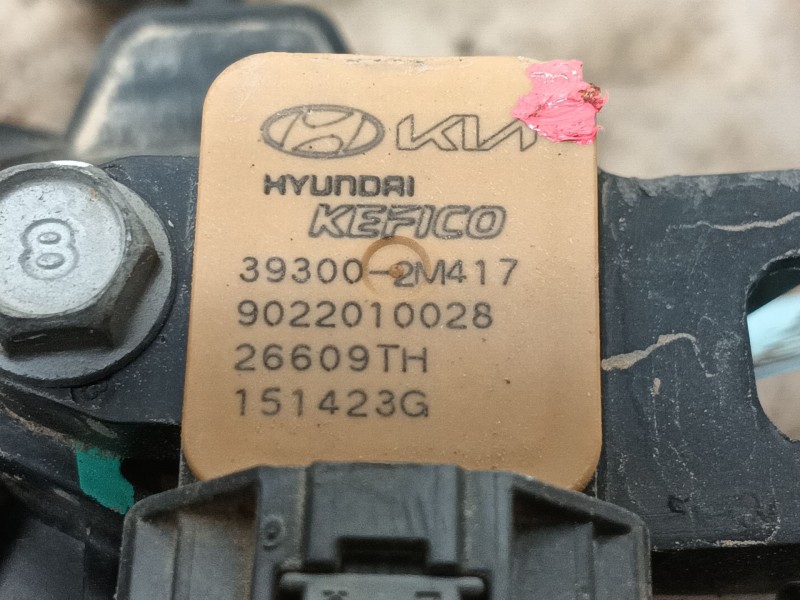 KIA
HYUNDAI
KEFICO
39300-2M417
9022010028
26609TH
151423G
8